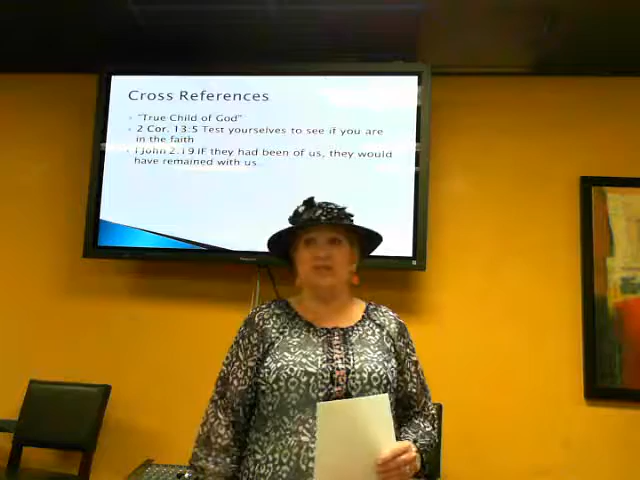 Cross References
"True Child of God"
2 Cor. 13:5 Test yourselves to see if you are
in the faith
I John 2:19 IF they had been of us, they would
have remained with us.
Panasonic